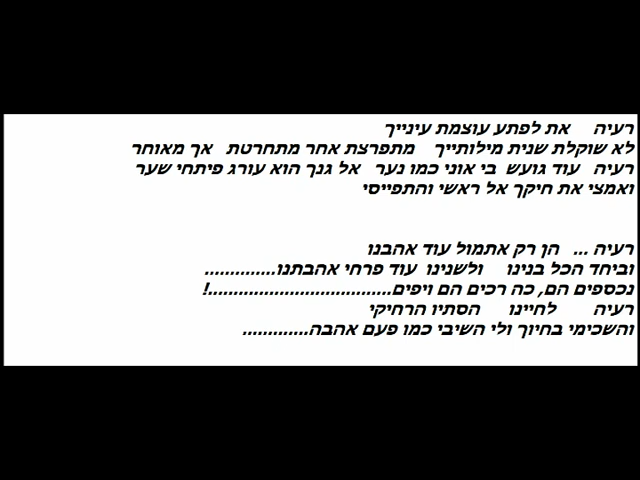 רעיה את לפתע עוצמת עינייך
לא שוקלת שנית מילותייך מתפרצת אחר מתחרטת אך מאוחר
רעיה עוד גועש בי אוני כמו נער אל גנך הוא עורג פיתחי שער
ואמצי את חיקך אל ראשי והתפייסי
רעיה ... הן רק אתמול עוד אהבנו
וביחד הכל בנינו ולשנינו עוד פרחי אהבתנו..............
נכספים הם, כה רכים הם ויפים...................................!
רעיה לחיינו הסתיו הרחיקי
והשכימי בחיוך ולי השיבי כמו פעם אהבה.............